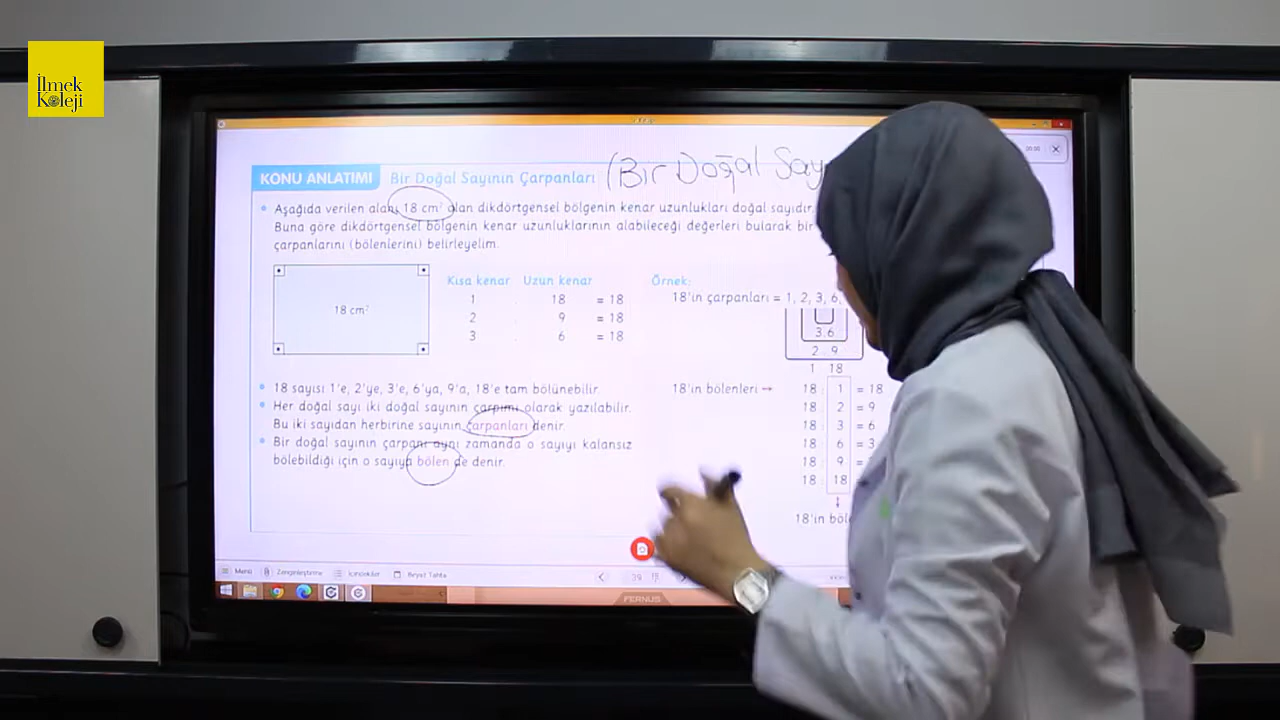 İlmek
Koleji
KONU ANLATIMI
Bir Doğal Sayının Çarpanları
(Bir Doğal
Aşağıda verilen alanı 18 cm² olan dikdörtgensel bölgenin kenar uzunlukları doğal sayıdır.
Buna göre dikdörtgensel bölgenin kenar uzunluklarının alabileceği değerleri bularak bir
çarpanlarını (bölenlerini) belirleyelim.
18 cm²
Kısa kenar Uzun kenar
1 . 18 = 18
2 . 9 = 18
3 . 6 = 18
Örnek:
18'in çarpanları = 1, 2, 3, 6,
3.6
2 . 9
1 . 18
18 sayısı 1'e, 2'ye, 3'e, 6'ya, 9'a, 18'e tam bölünebilir.
Her doğal sayı iki doğal sayının çarpımı olarak yazılabilir.
Bu iki sayıdan herbirine sayının çarpanları denir.
Bir doğal sayının çarpanı aynı zamanda o sayıyı kalansız
bölebildiği için o sayıya bölen de denir.
18'in bölenleri →
18 : 1 = 18
18 : 2 = 9
18 : 3 = 6
18 : 6 = 3
18 : 9 =
18 : 18 =
18'in
Menü Zenginleştirme İçindekiler Beyaz Tahta
39
FERNUS